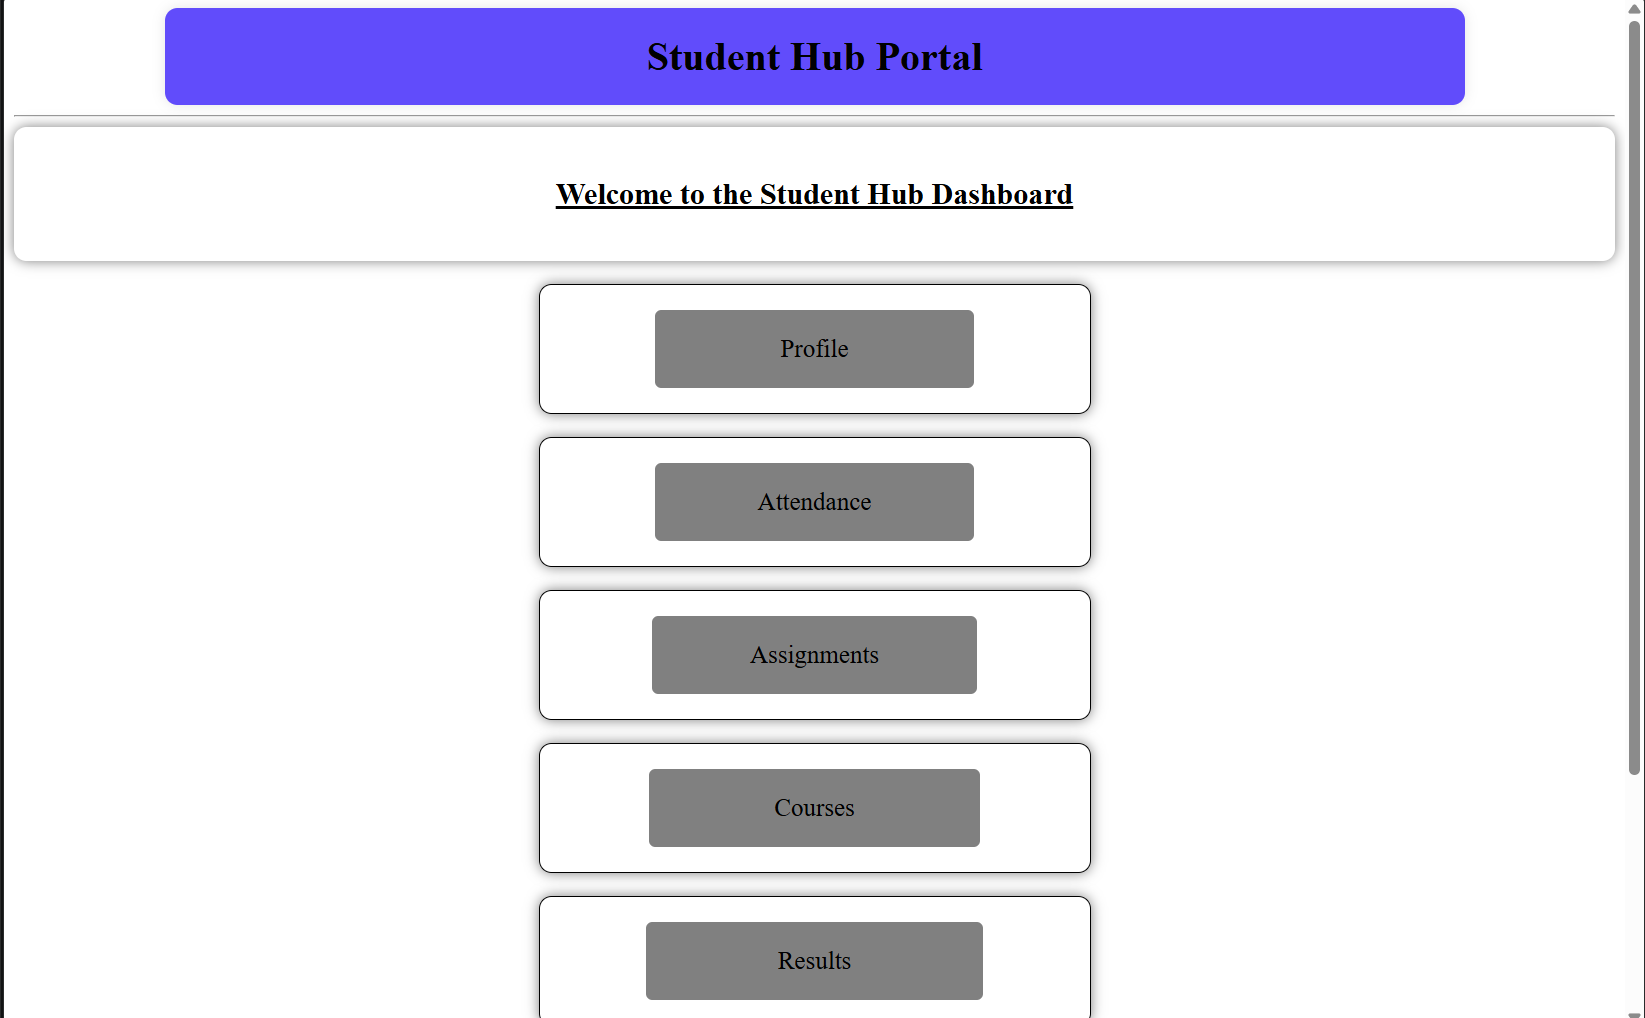 Student Hub Portal
Welcome to the Student Hub Dashboard
Profile
Attendance
Assignments
Courses
Results